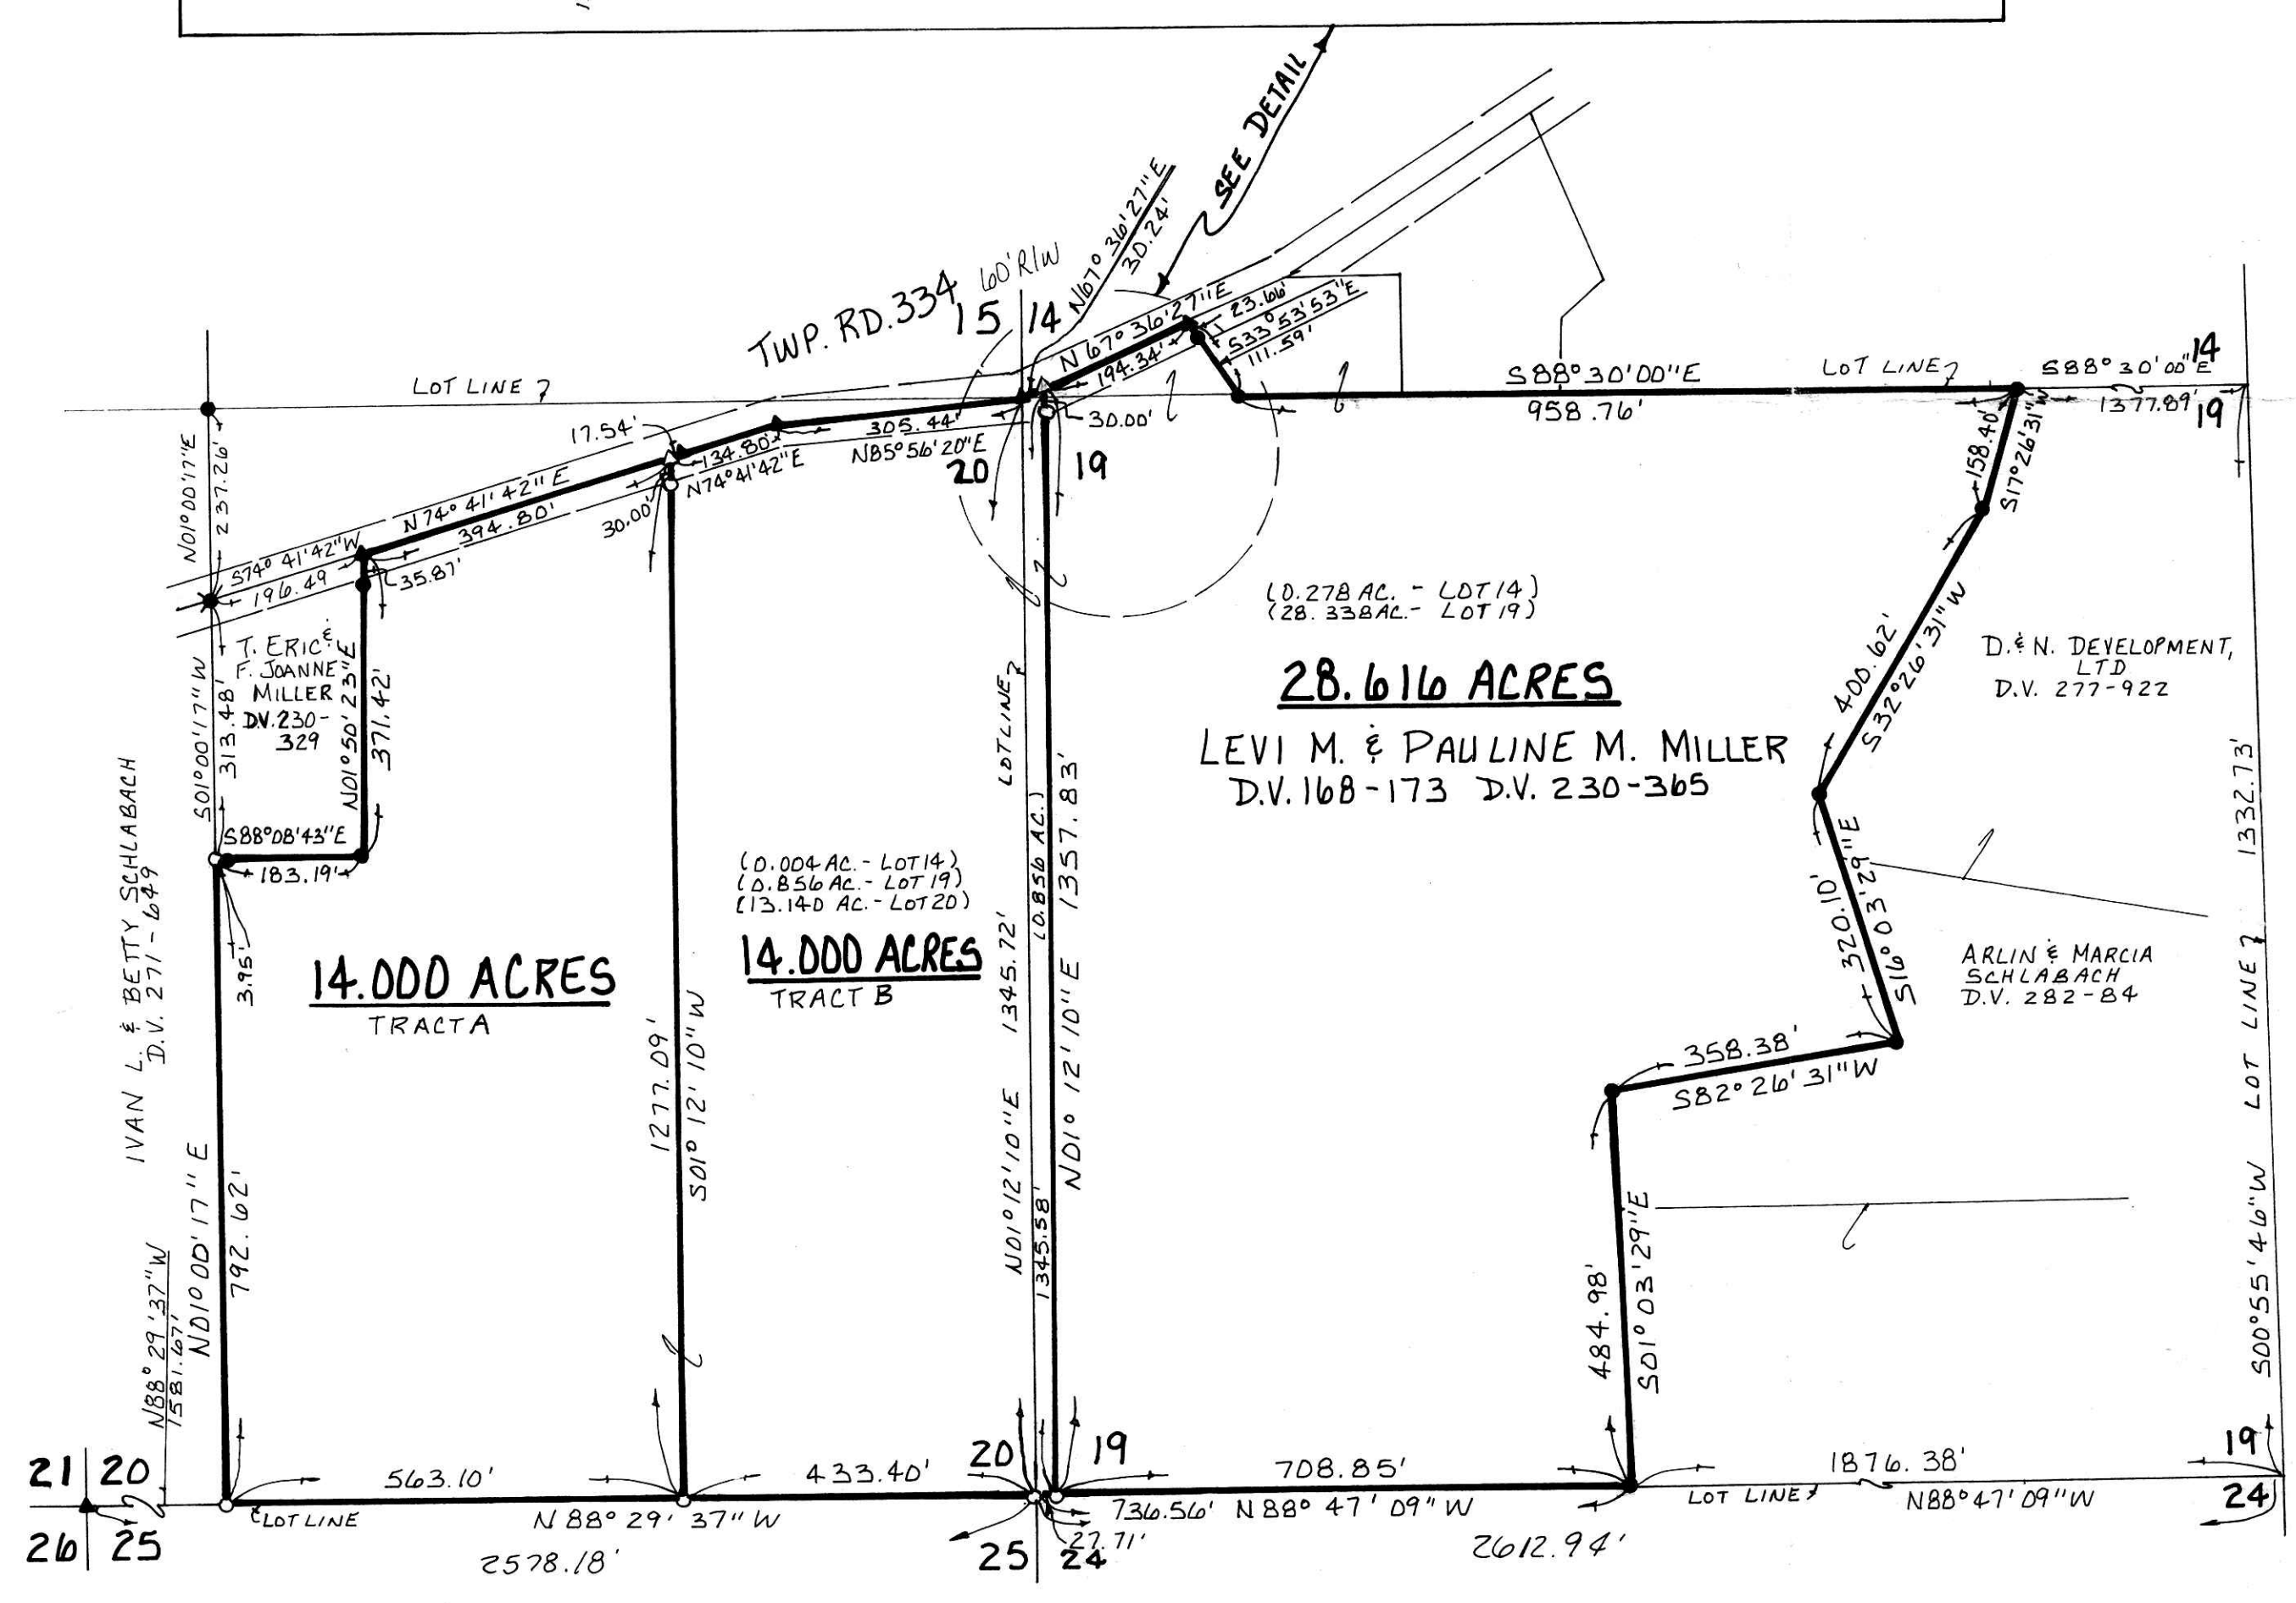 SEE DETAIL
N67° 36' 27" E
30.24'
TWP. RD. 334 60' R/W
15 14
N 67° 36' 27" E
194.34'
23.66'
S33° 53' 53" E
111.59'
LOT LINE
S88° 30' 00" E
958.76'
LOT LINE
S88° 30' 00" E
14
1377.89'
19
N01° 00' 17" E
237.26'
17.54'
134.80'
N74° 41' 42" E
305.44'
N85° 56' 20" E
30.00'
20
19
N 74° 41' 42" E
394.80'
30.00'
S74° 41' 42" W
196.49
35.87'
158.40'
S17° 26' 31" W
T. ERIC &
F. JOANNE
MILLER
D.V. 230-
329
S01° 00' 17" W
313.48'
N01° 50' 23" E
371.42'
S88° 08' 43" E
183.19'
3.95'
(0.278 AC. - LOT 14)
(28.338 AC. - LOT 19)
28.616 ACRES
LEVI M. & PAULINE M. MILLER
D.V. 168-173 D.V. 230-365
400.62'
S32° 26' 31" W
D. & N. DEVELOPMENT,
LTD
D.V. 277-922
IVAN L. & BETTY SCHLABACH
D.V. 271-649
14.000 ACRES
TRACT A
(0.004 AC. - LOT 14)
(0.856 AC. - LOT 19)
(13.140 AC. - LOT 20)
14.000 ACRES
TRACT B
LOT LINE
N01° 12' 10" E 1345.72'
(0.856 AC.)
1345.58'
N01° 12' 10" E 1357.83'
1277.09'
S01° 12' 10" W
320.10'
S16° 03' 29" E
ARLIN & MARCIA
SCHLABACH
D.V. 282-84
358.38'
S82° 26' 31" W
484.98'
S01° 03' 29" E
S00° 55' 46" W LOT LINE 1332.73'
N01° 00' 17" E
792.62'
N88° 29' 37" W
1581.67'
21 20
26 25
563.10'
433.40'
20
19
708.85'
1876.38'
19
LOT LINE
N 88° 29' 37" W
736.56' N 88° 47' 09" W
LOT LINE
N88° 47' 09" W
24
2578.18'
25
24
27.71'
2612.94'